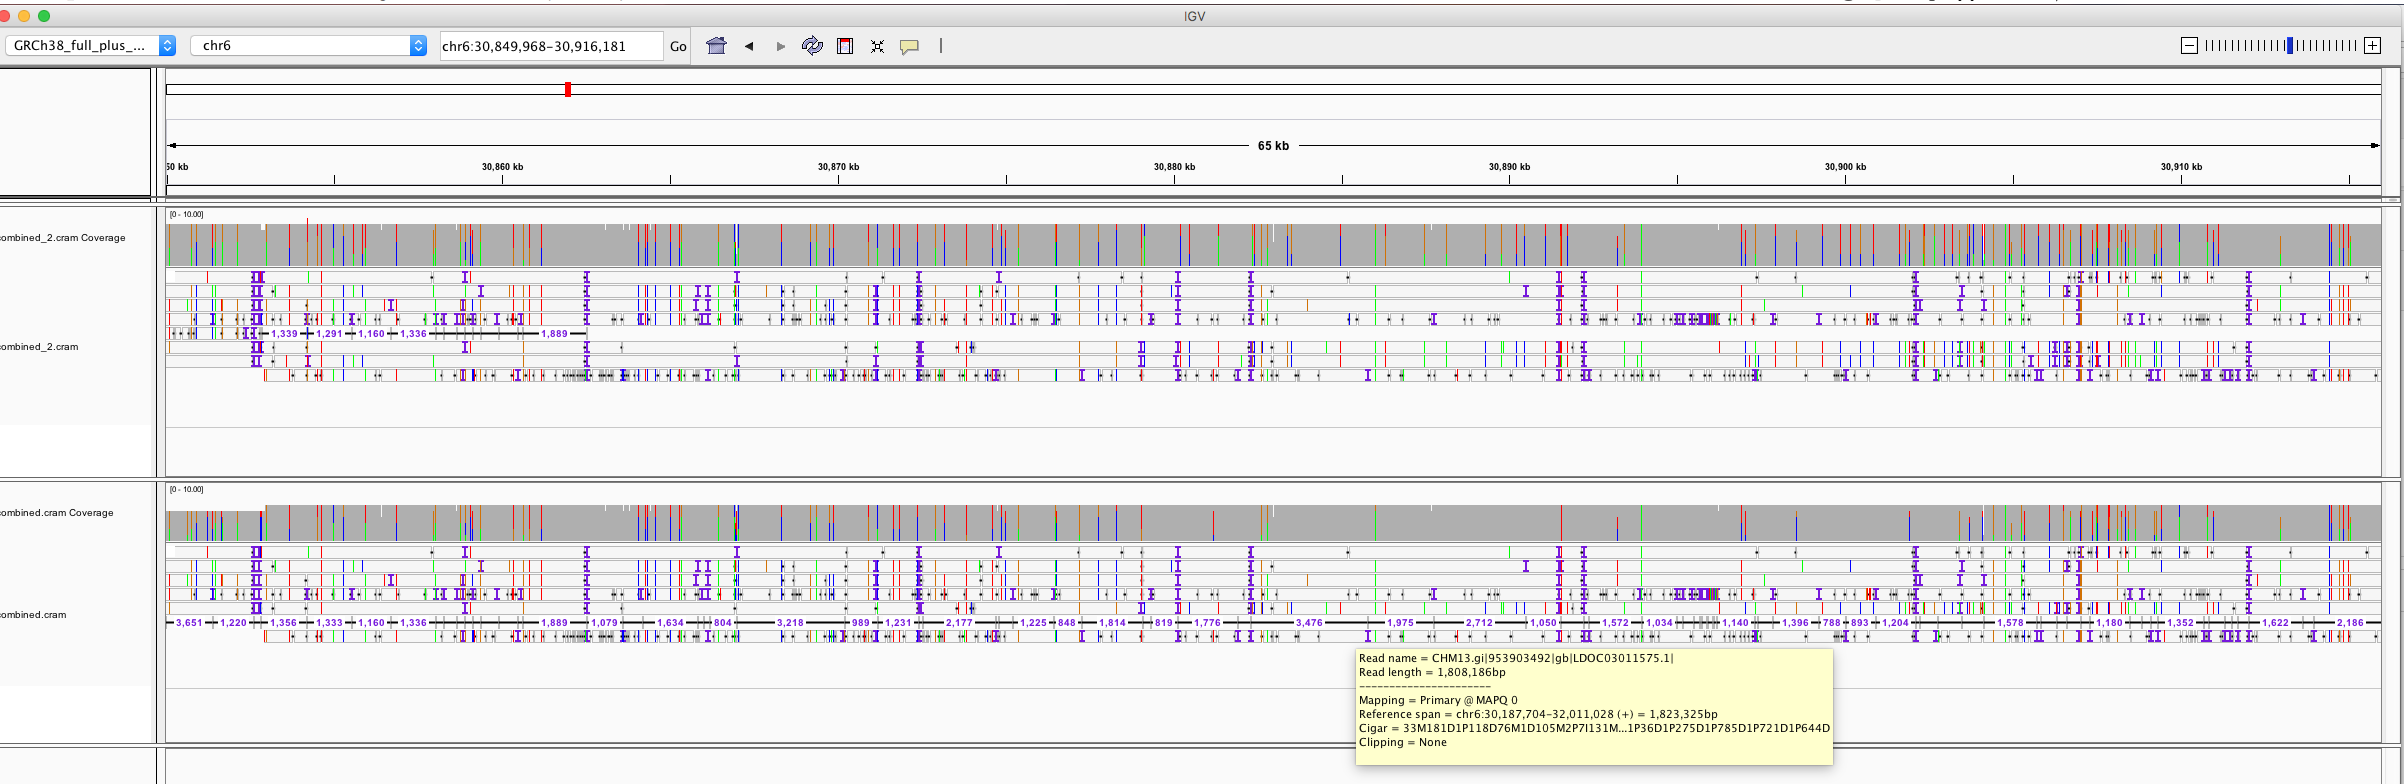 IGV
GRCh38_full_plus_... chr6 chr6:30,849,968-30,916,181 Go
65 kb
50 kb 30,860 kb 30,870 kb 30,880 kb 30,890 kb 30,900 kb 30,910 kb
[0 - 10.00]
ombined_2.cram Coverage
1,339 1,291 1,160 1,336 1,889
ombined_2.cram
[0 - 10.00]
ombined.cram Coverage
ombined.cram
3,651 1,220 1,356 1,333 1,160 1,336 1,889 1,079 1,634 804 3,218 989 1,231 2,177 1,225 848 1,814 819 1,776 3,476 1,975 2,712 1,050 1,572 1,034 1,140 1,396 788 893 1,204 1,578 1,180 1,352 1,622 2,186
Read name = CHM13.gi|953903492|gb|LDOC03011575.1|
Read length = 1,808,186bp
----------------------
Mapping = Primary @ MAPQ 0
Reference span = chr6:30,187,704-32,011,028 (+) = 1,823,325bp
Cigar = 33M181D1P118D76M1D105M2P7I131M...1P36D1P275D1P785D1P721D1P644D
Clipping = None